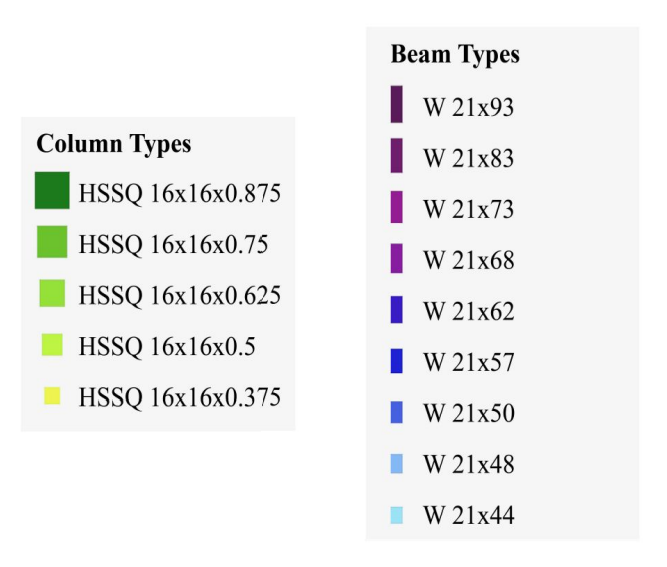 Column Types
HSSQ 16x16x0.875
HSSQ 16x16x0.75
HSSQ 16x16x0.625
HSSQ 16x16x0.5
HSSQ 16x16x0.375
Beam Types
W 21x93
W 21x83
W 21x73
W 21x68
W 21x62
W 21x57
W 21x50
W 21x48
W 21x44